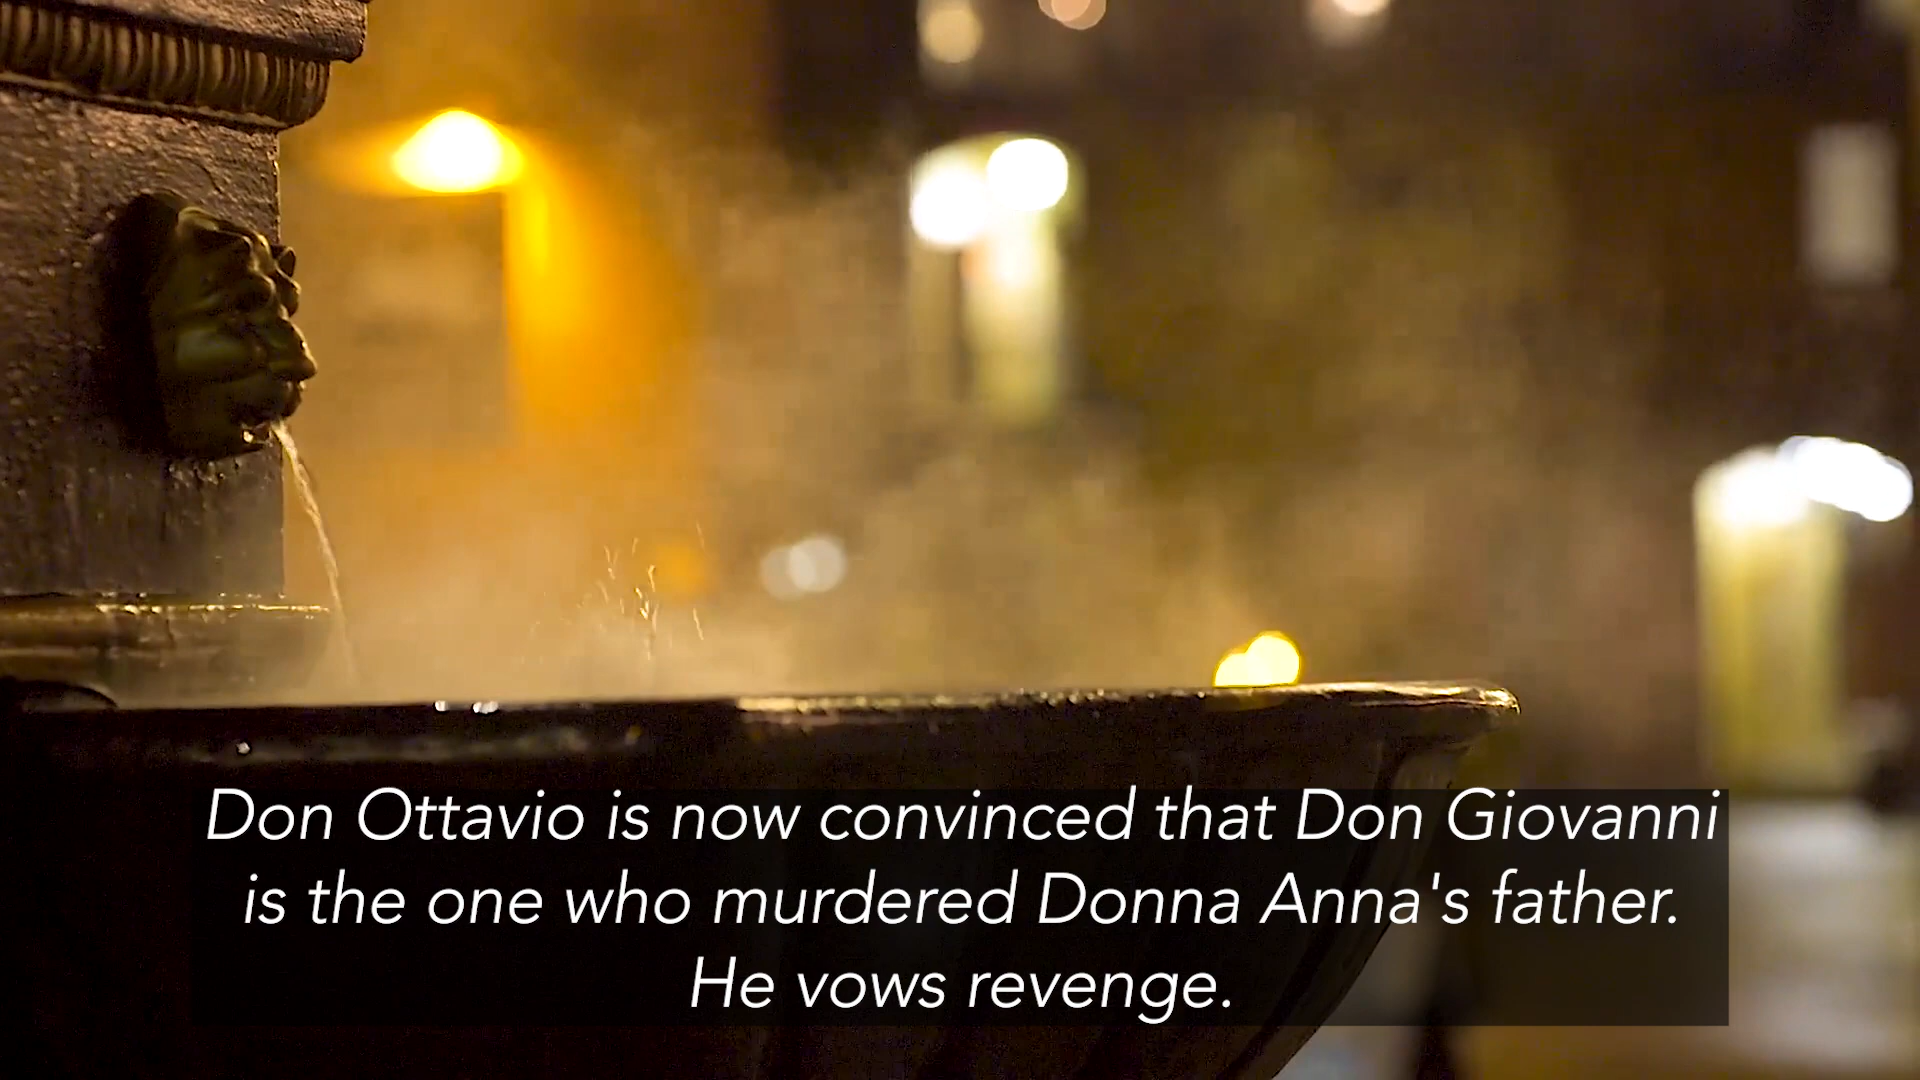 Don Ottavio is now convinced that Don Giovanni
is the one who murdered Donna Anna's father.
He vows revenge.